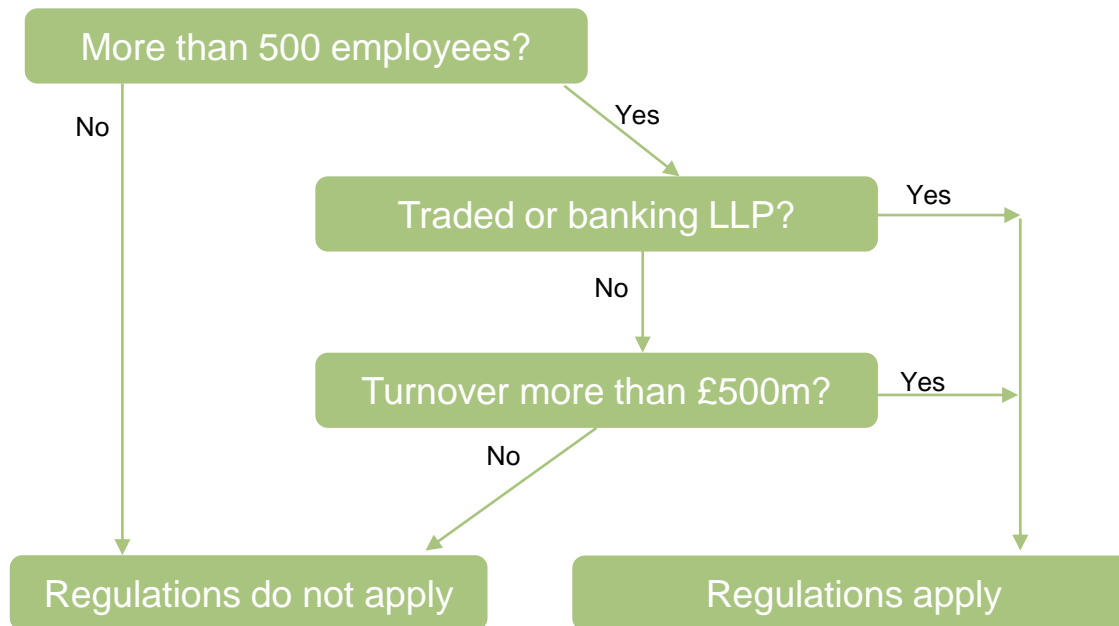 More than 500 employees?
No
Yes
Traded or banking LLP?
Yes
No
Turnover more than £500m?
Yes
No
Regulations do not apply
Regulations apply